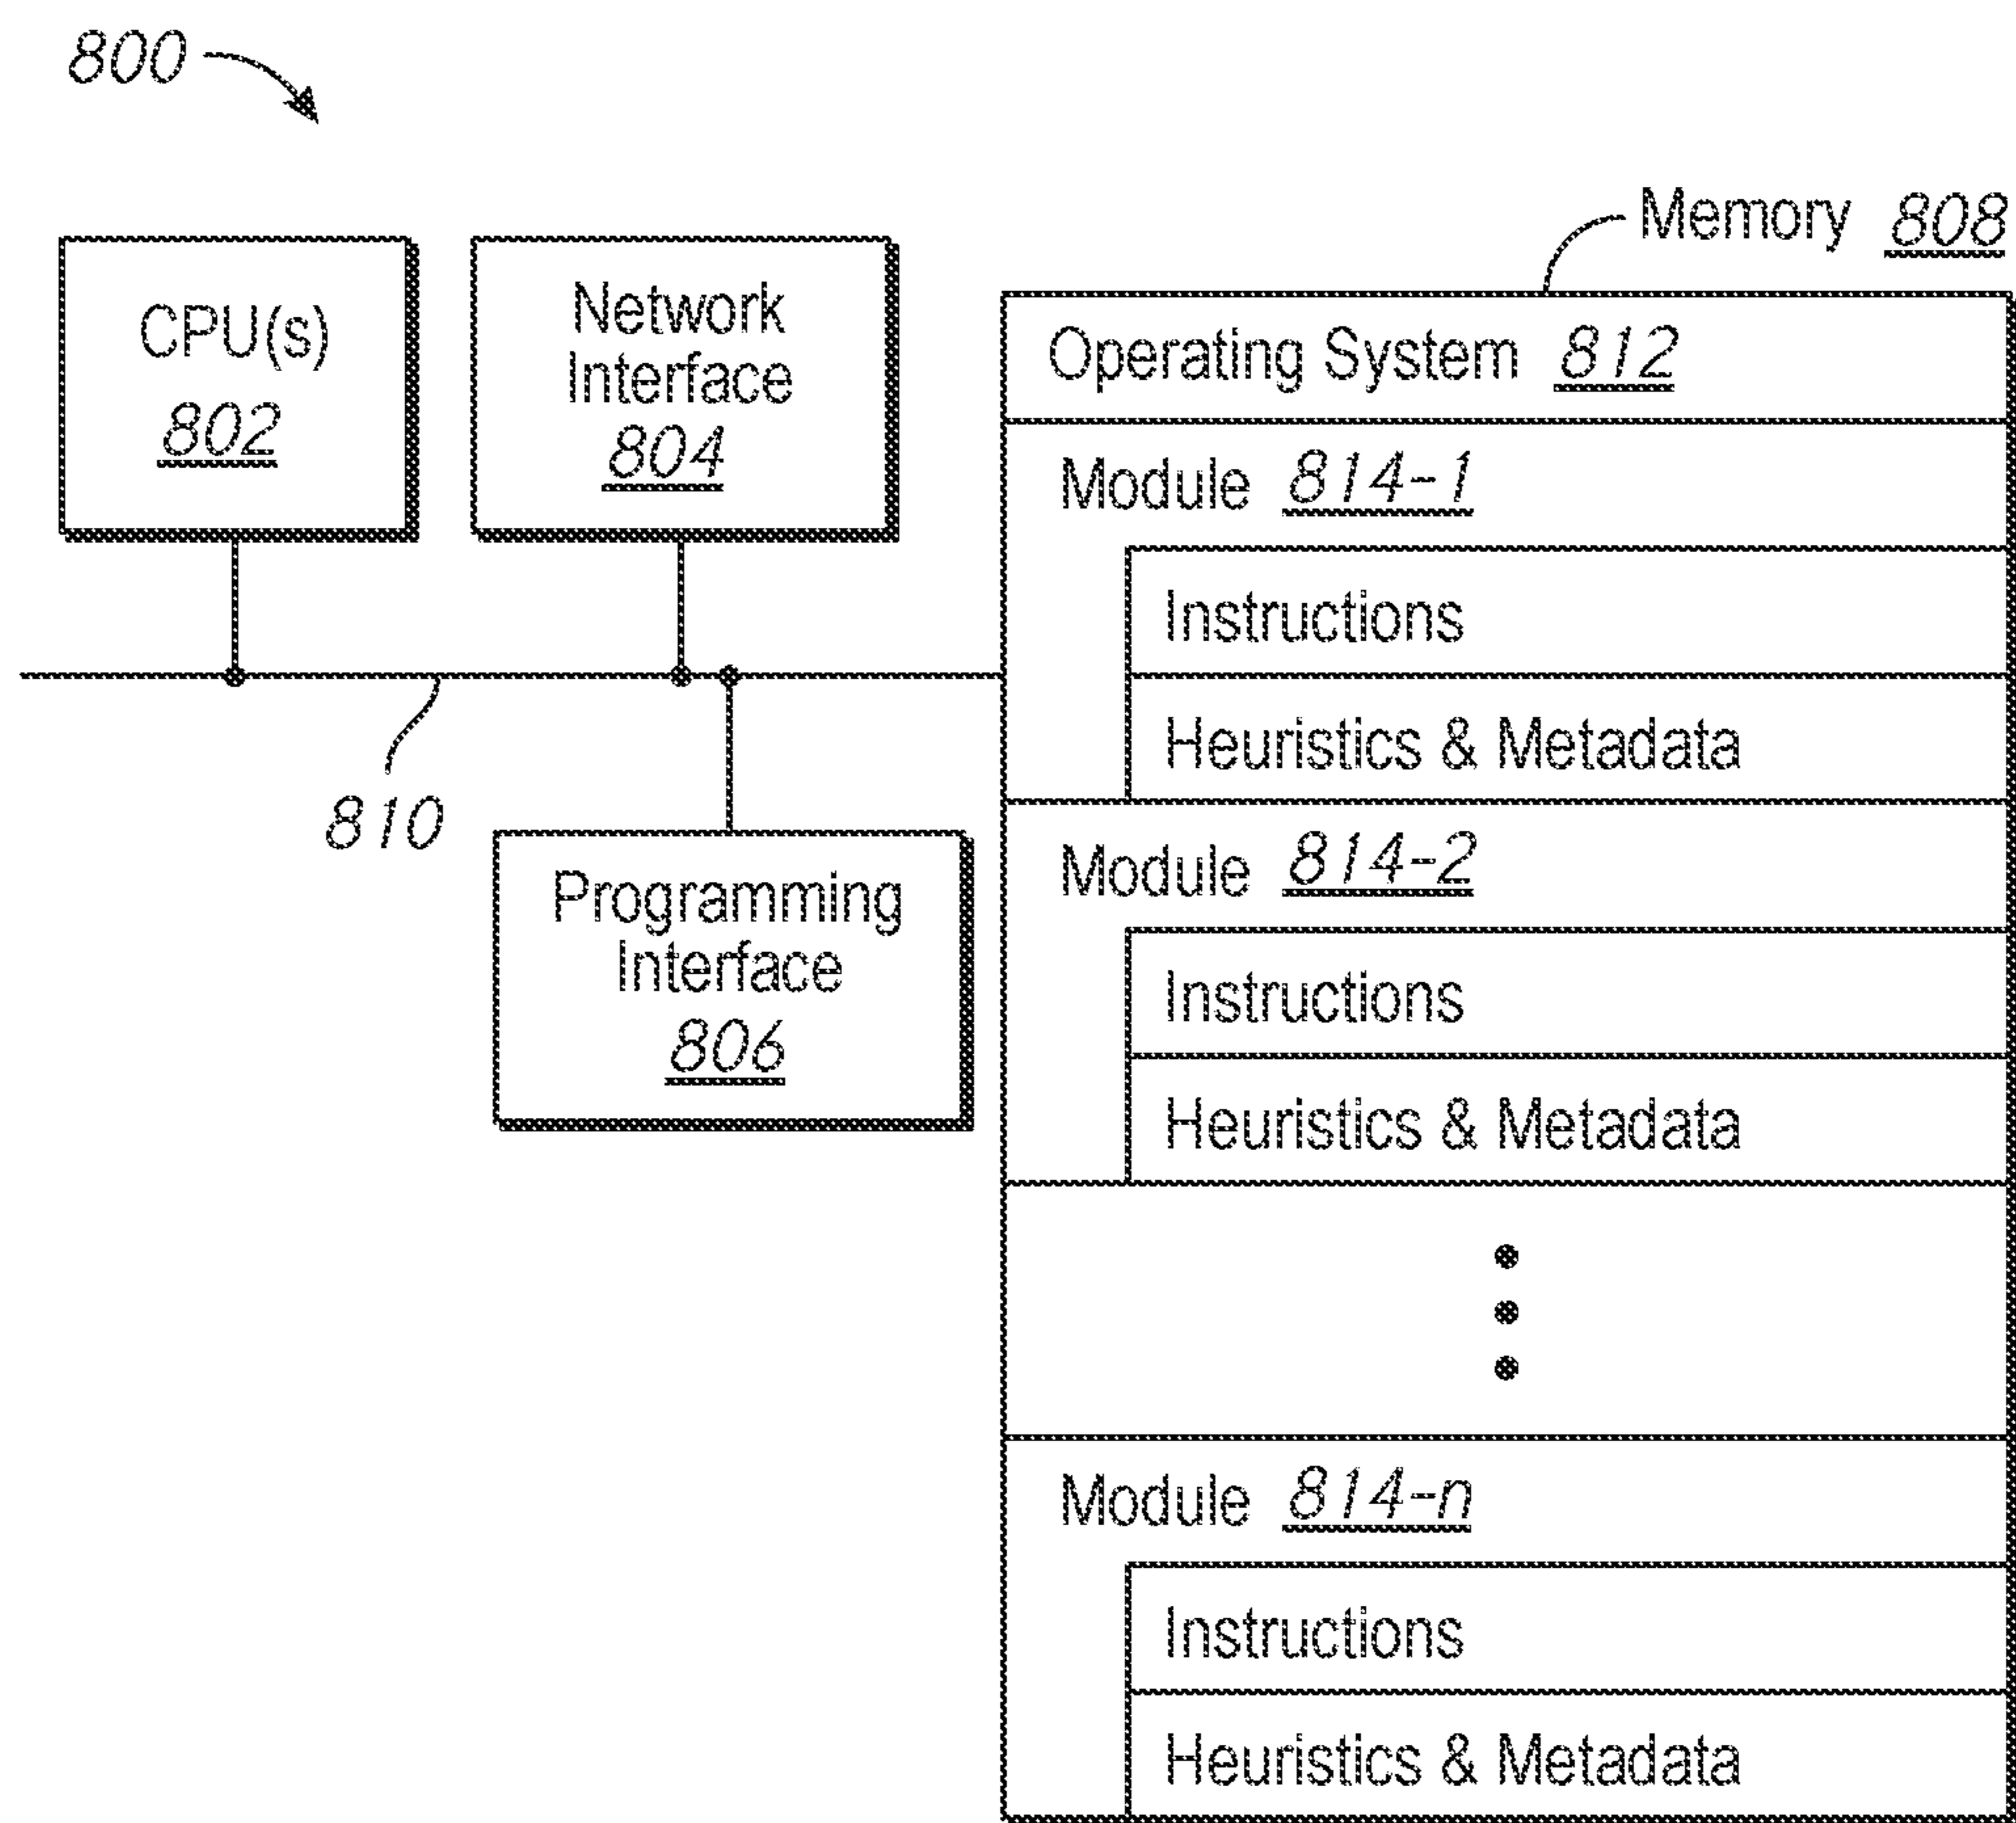 800
Memory 808
CPU(s)
802
Network
Interface
804
Operating System 812
Module 814-1
Instructions
Heuristics & Metadata
810
Programming
Interface
806
Module 814-2
Instructions
Heuristics & Metadata
Module 814-n
Instructions
Heuristics & Metadata